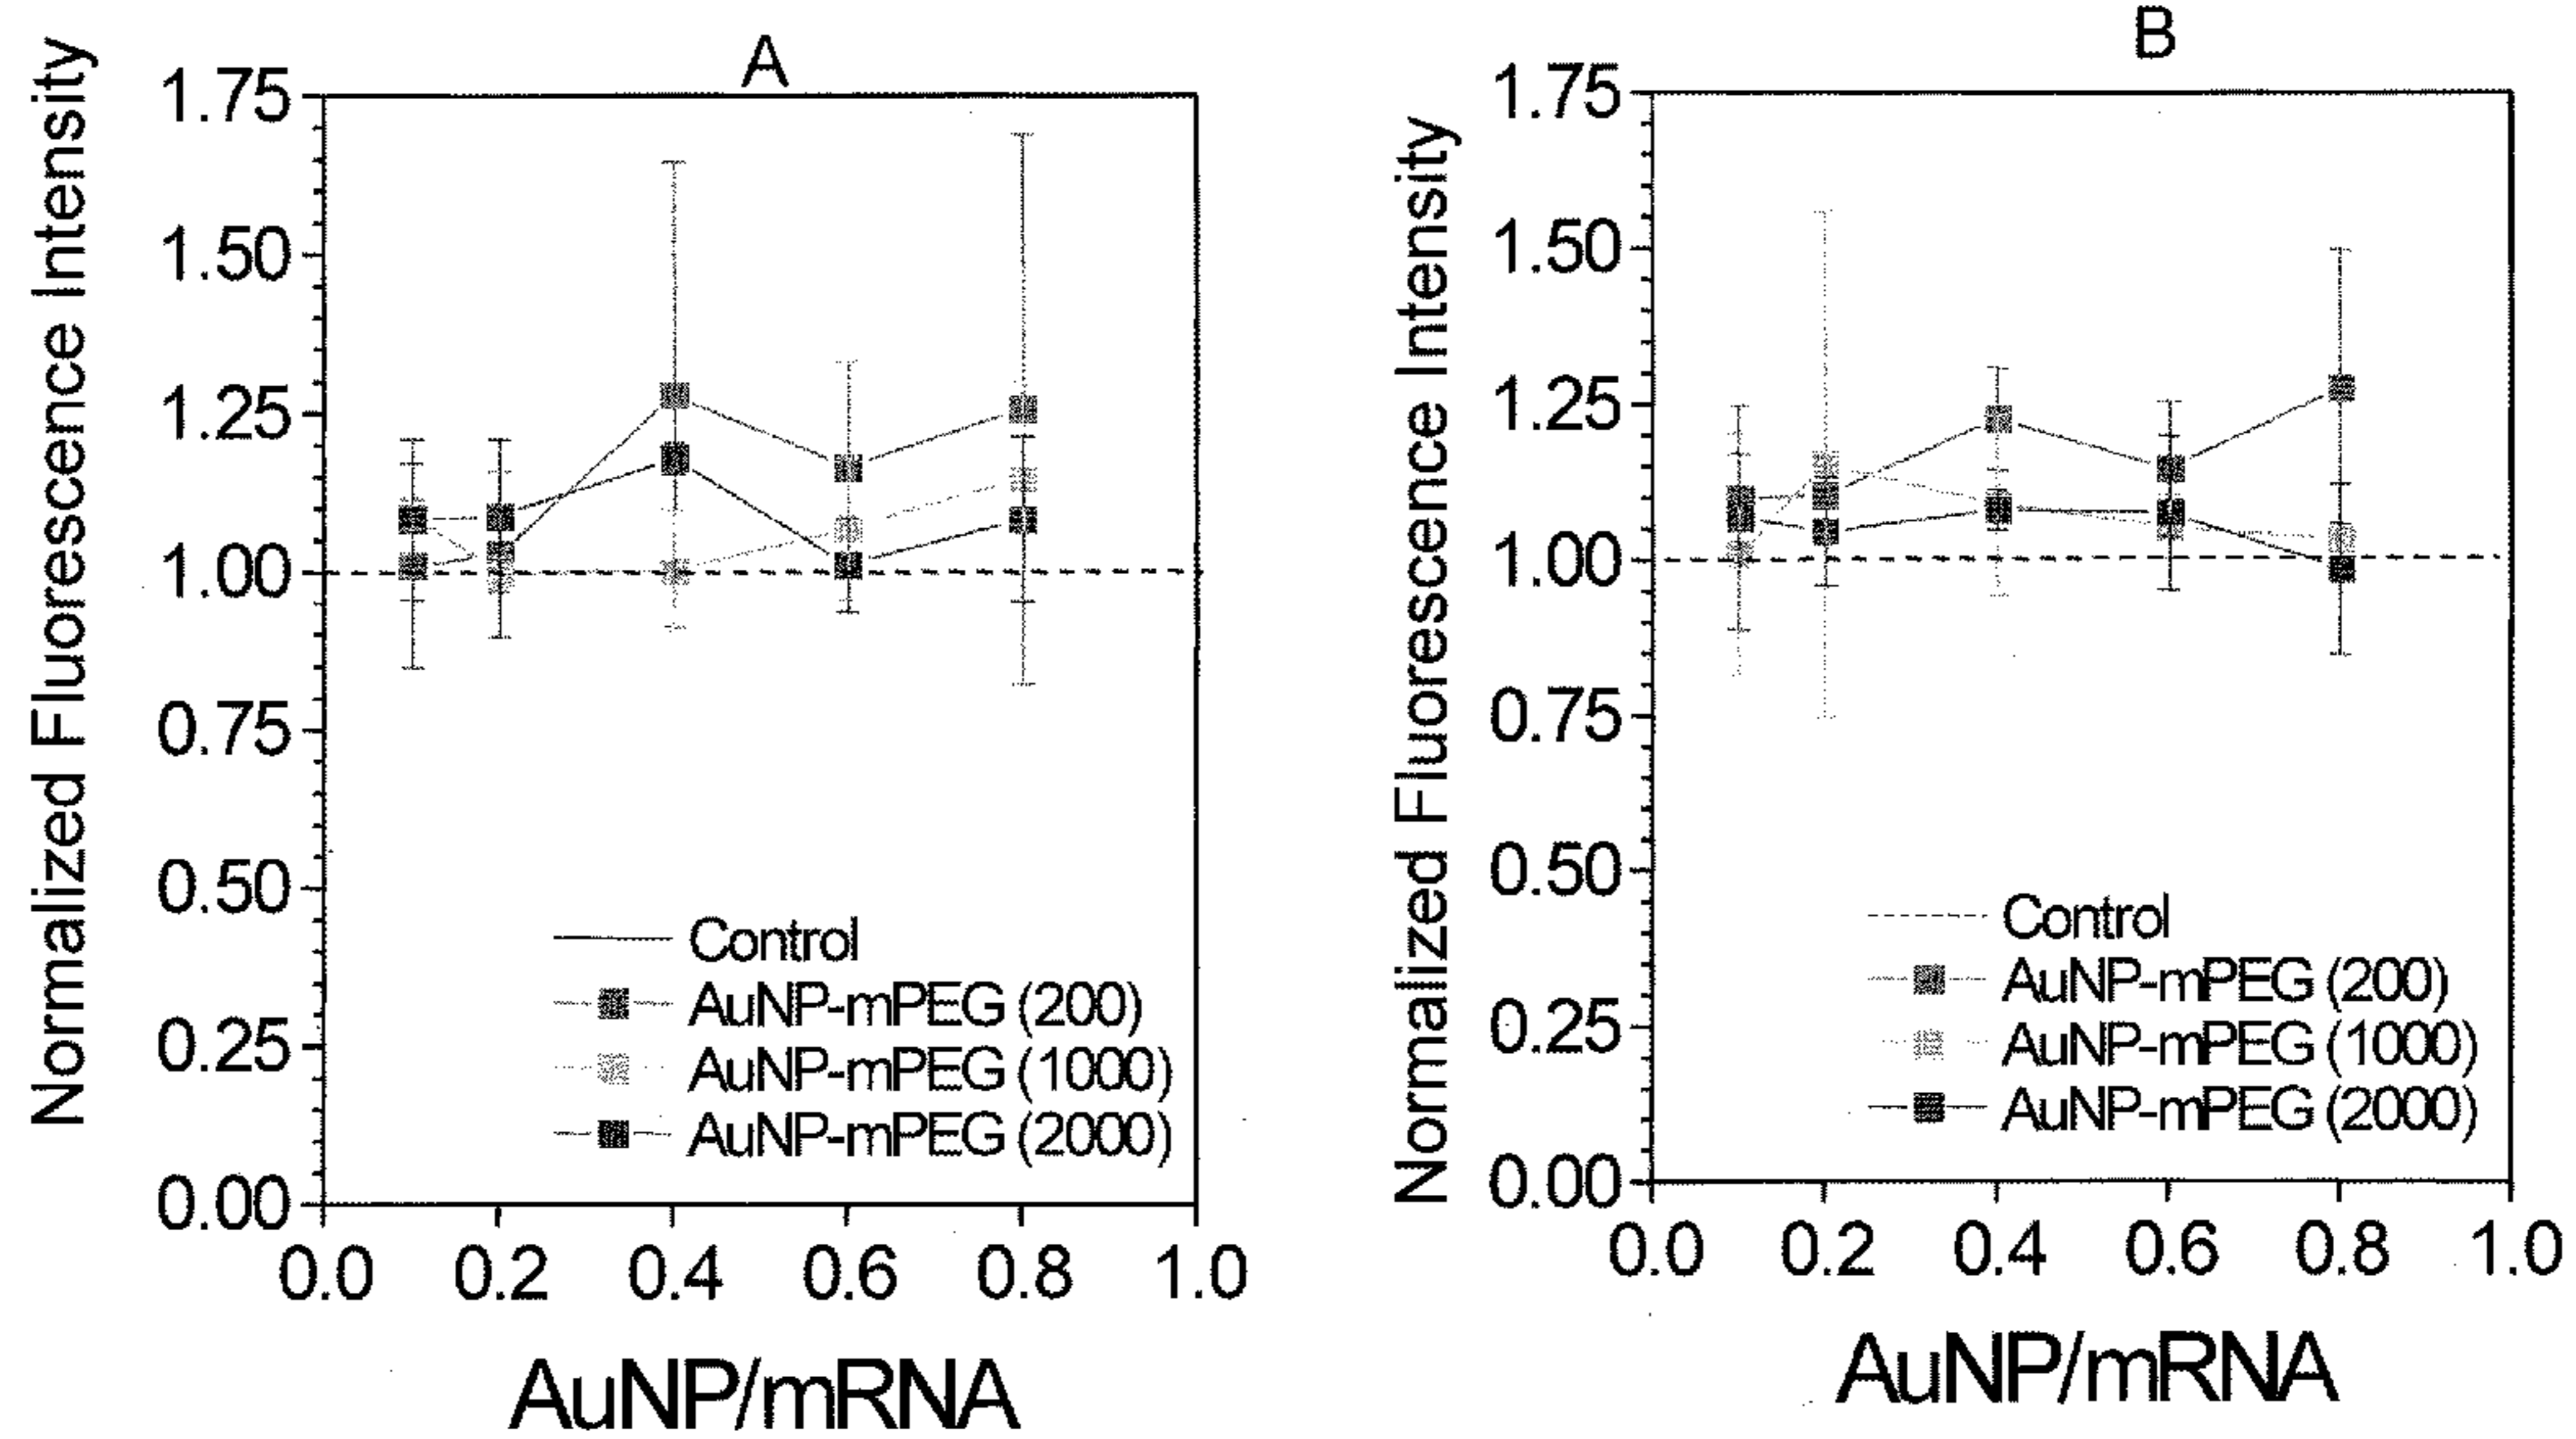 A
Normalized Fluorescence Intensity
1.75
1.50
1.25
1.00
0.75
0.50
0.25
0.00
Control
AuNP-mPEG (200)
AuNP-mPEG (1000)
AuNP-mPEG (2000)
0.0 0.2 0.4 0.6 0.8 1.0
AuNP/mRNA
B
Normalized Fluorescence Intensity
1.75
1.50
1.25
1.00
0.75
0.50
0.25
0.00
Control
AuNP-mPEG (200)
AuNP-mPEG (1000)
AuNP-mPEG (2000)
0.0 0.2 0.4 0.6 0.8 1.0
AuNP/mRNA